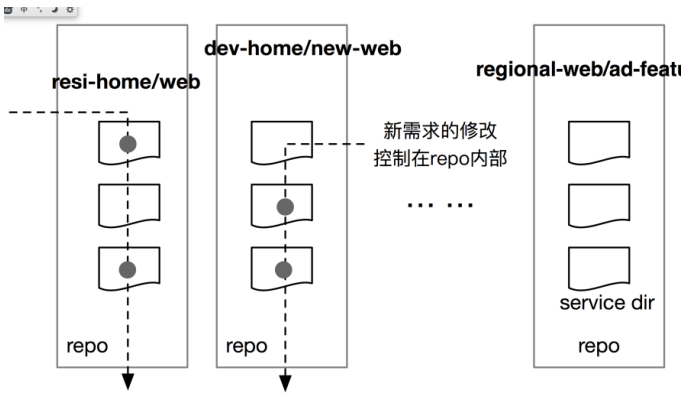 中
dev-home/new-web
resi-home/web
regional-web/ad-featu
新需求的修改
控制在repo内部
... ...
service dir
repo
repo
repo